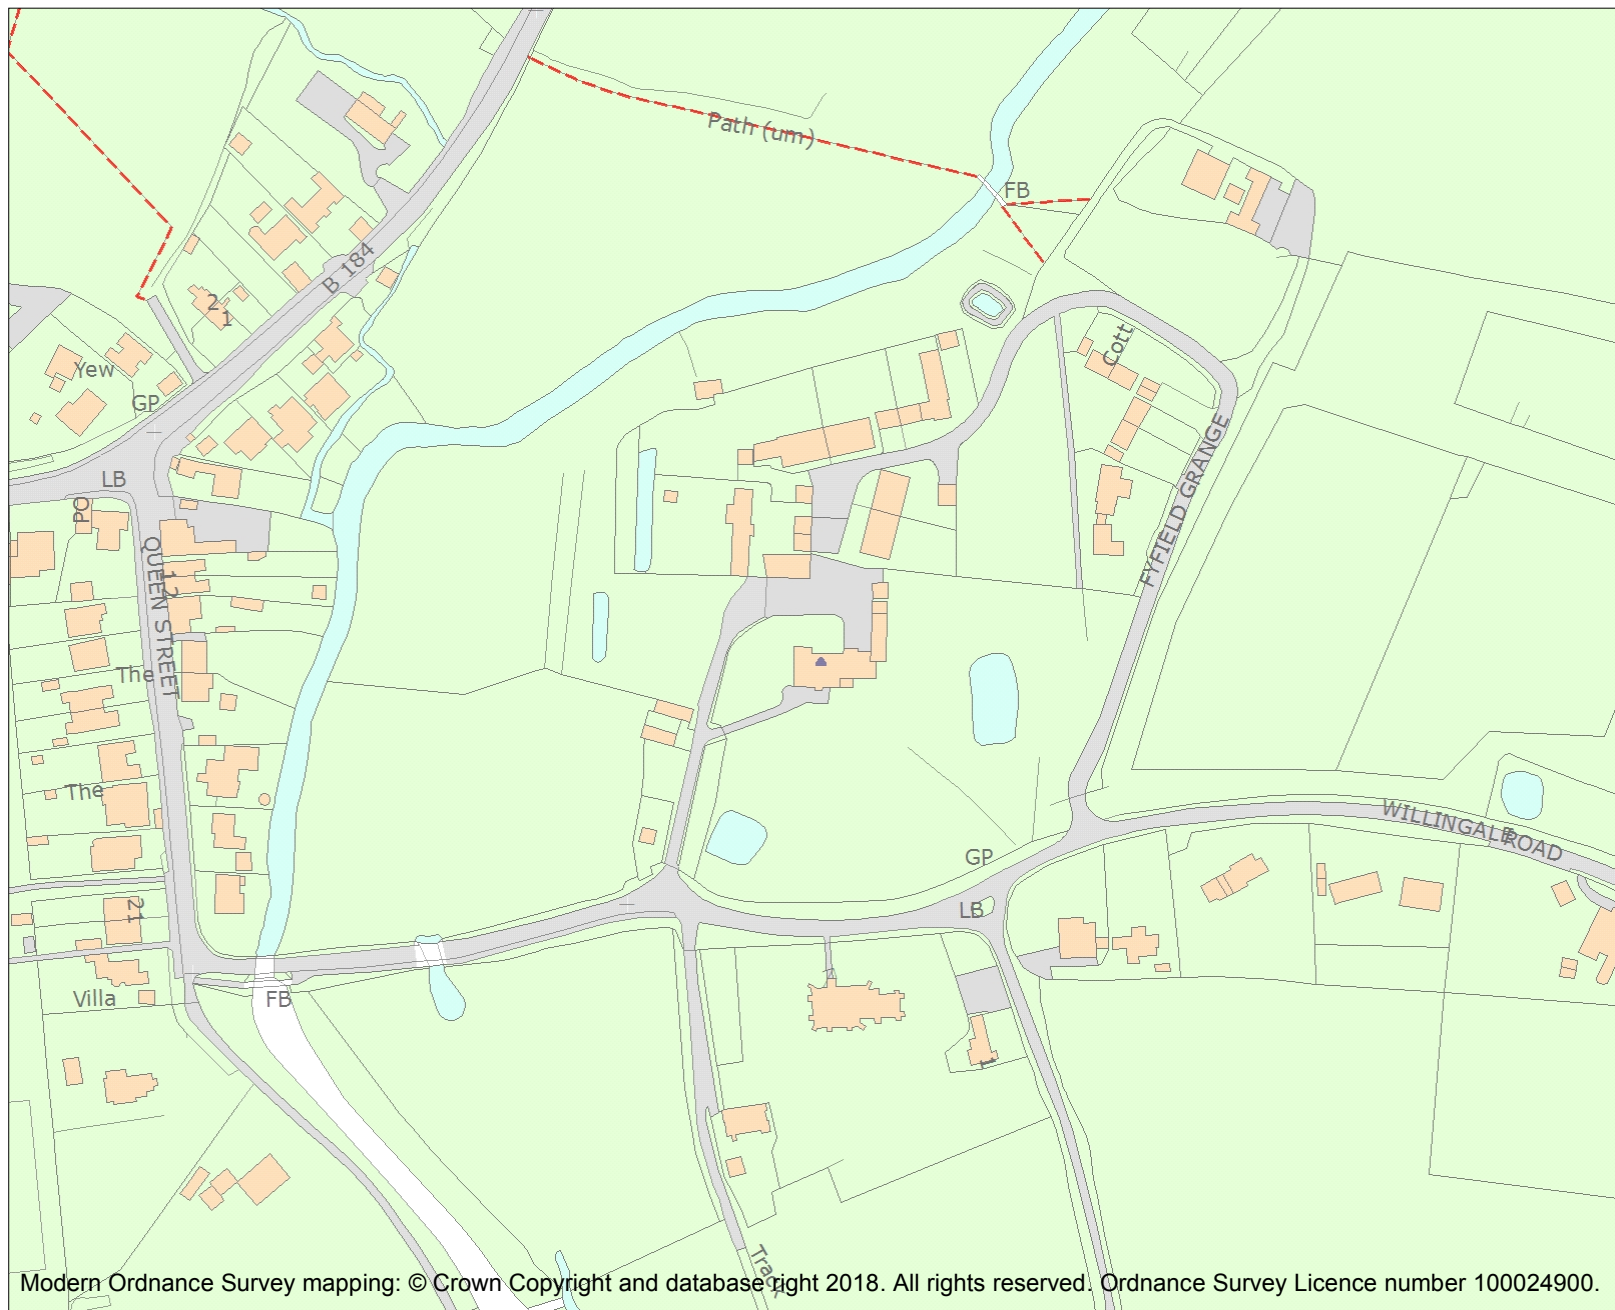 Path (um)
FB
B 184
2
1
Cott
Yew
GP
LB
PO
FYFIELD GRANGE
QUEEN STREET
1 2
The
The
WILLINGALE ROAD
GP
LB
21
Villa
FB
1
Track
Modern Ordnance Survey mapping: © Crown Copyright and database right 2018. All rights reserved. Ordnance Survey Licence number 100024900.